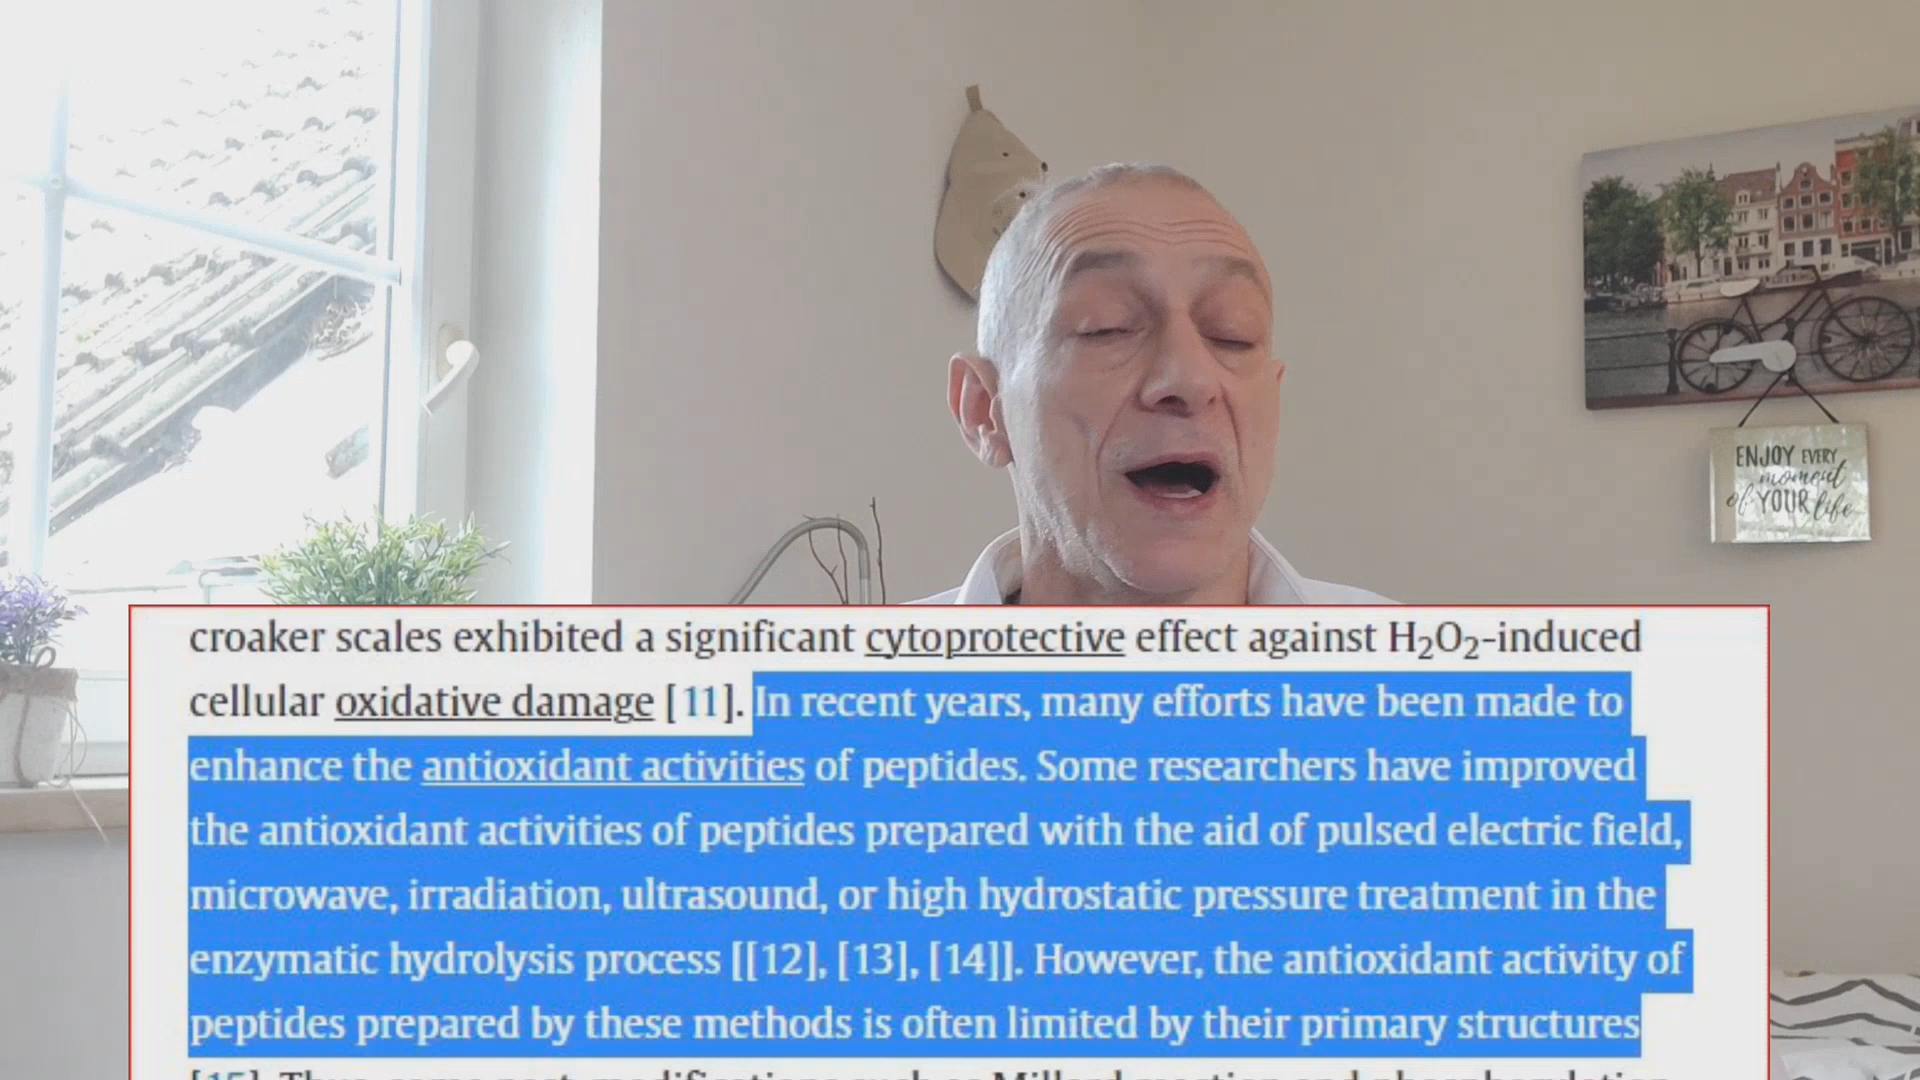 ENJOY EVERY
moment
of YOUR life
croaker scales exhibited a significant cytoprotective effect against H₂O₂-induced
cellular oxidative damage [11]. In recent years, many efforts have been made to
enhance the antioxidant activities of peptides. Some researchers have improved
the antioxidant activities of peptides prepared with the aid of pulsed electric field,
microwave, irradiation, ultrasound, or high hydrostatic pressure treatment in the
enzymatic hydrolysis process [[12], [13], [14]]. However, the antioxidant activity of
peptides prepared by these methods is often limited by their primary structures